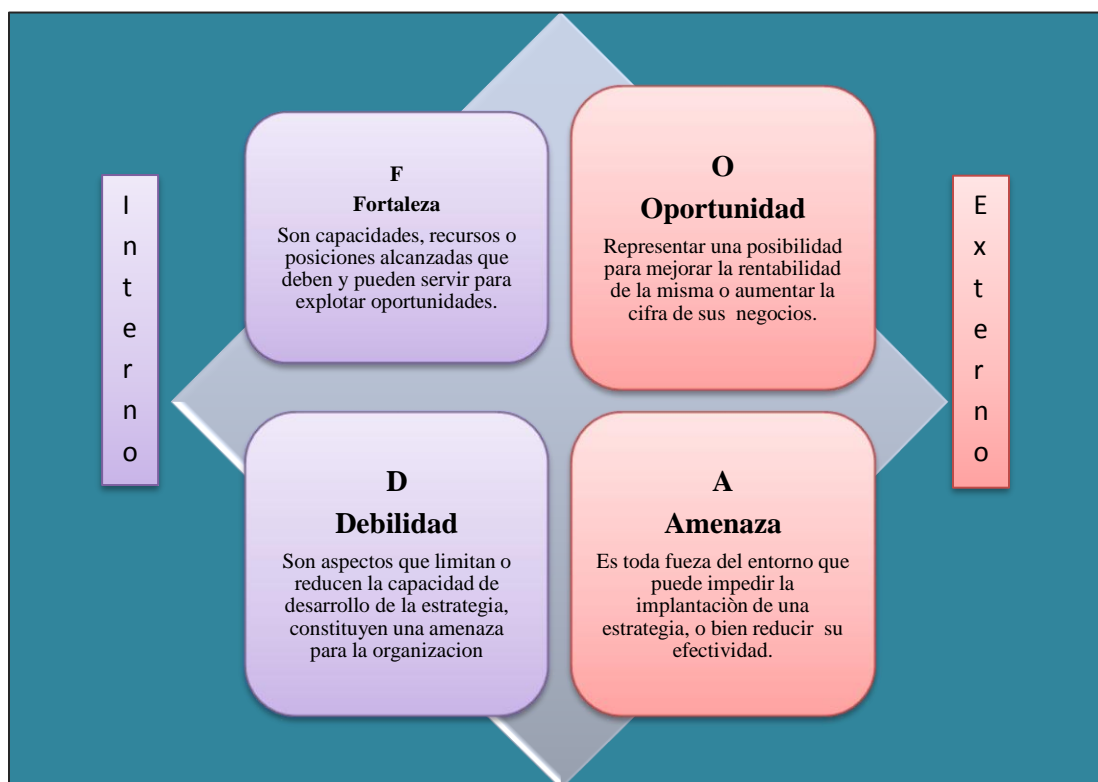 Interno
F
Fortaleza
Son capacidades, recursos o
posiciones alcanzadas que
deben y pueden servir para
explotar oportunidades.
O
Oportunidad
Representar una posibilidad
para mejorar la rentabilidad
de la misma o aumentar la
cifra de sus  negocios.
Externo
D
Debilidad
Son aspectos que limitan o
reducen la capacidad de
desarrollo de la estrategia,
constituyen una amenaza
para la organizacion
A
Amenaza
Es toda fueza del entorno que
puede impedir la
implantaciòn de una
estrategia, o bien reducir  su
efectividad.